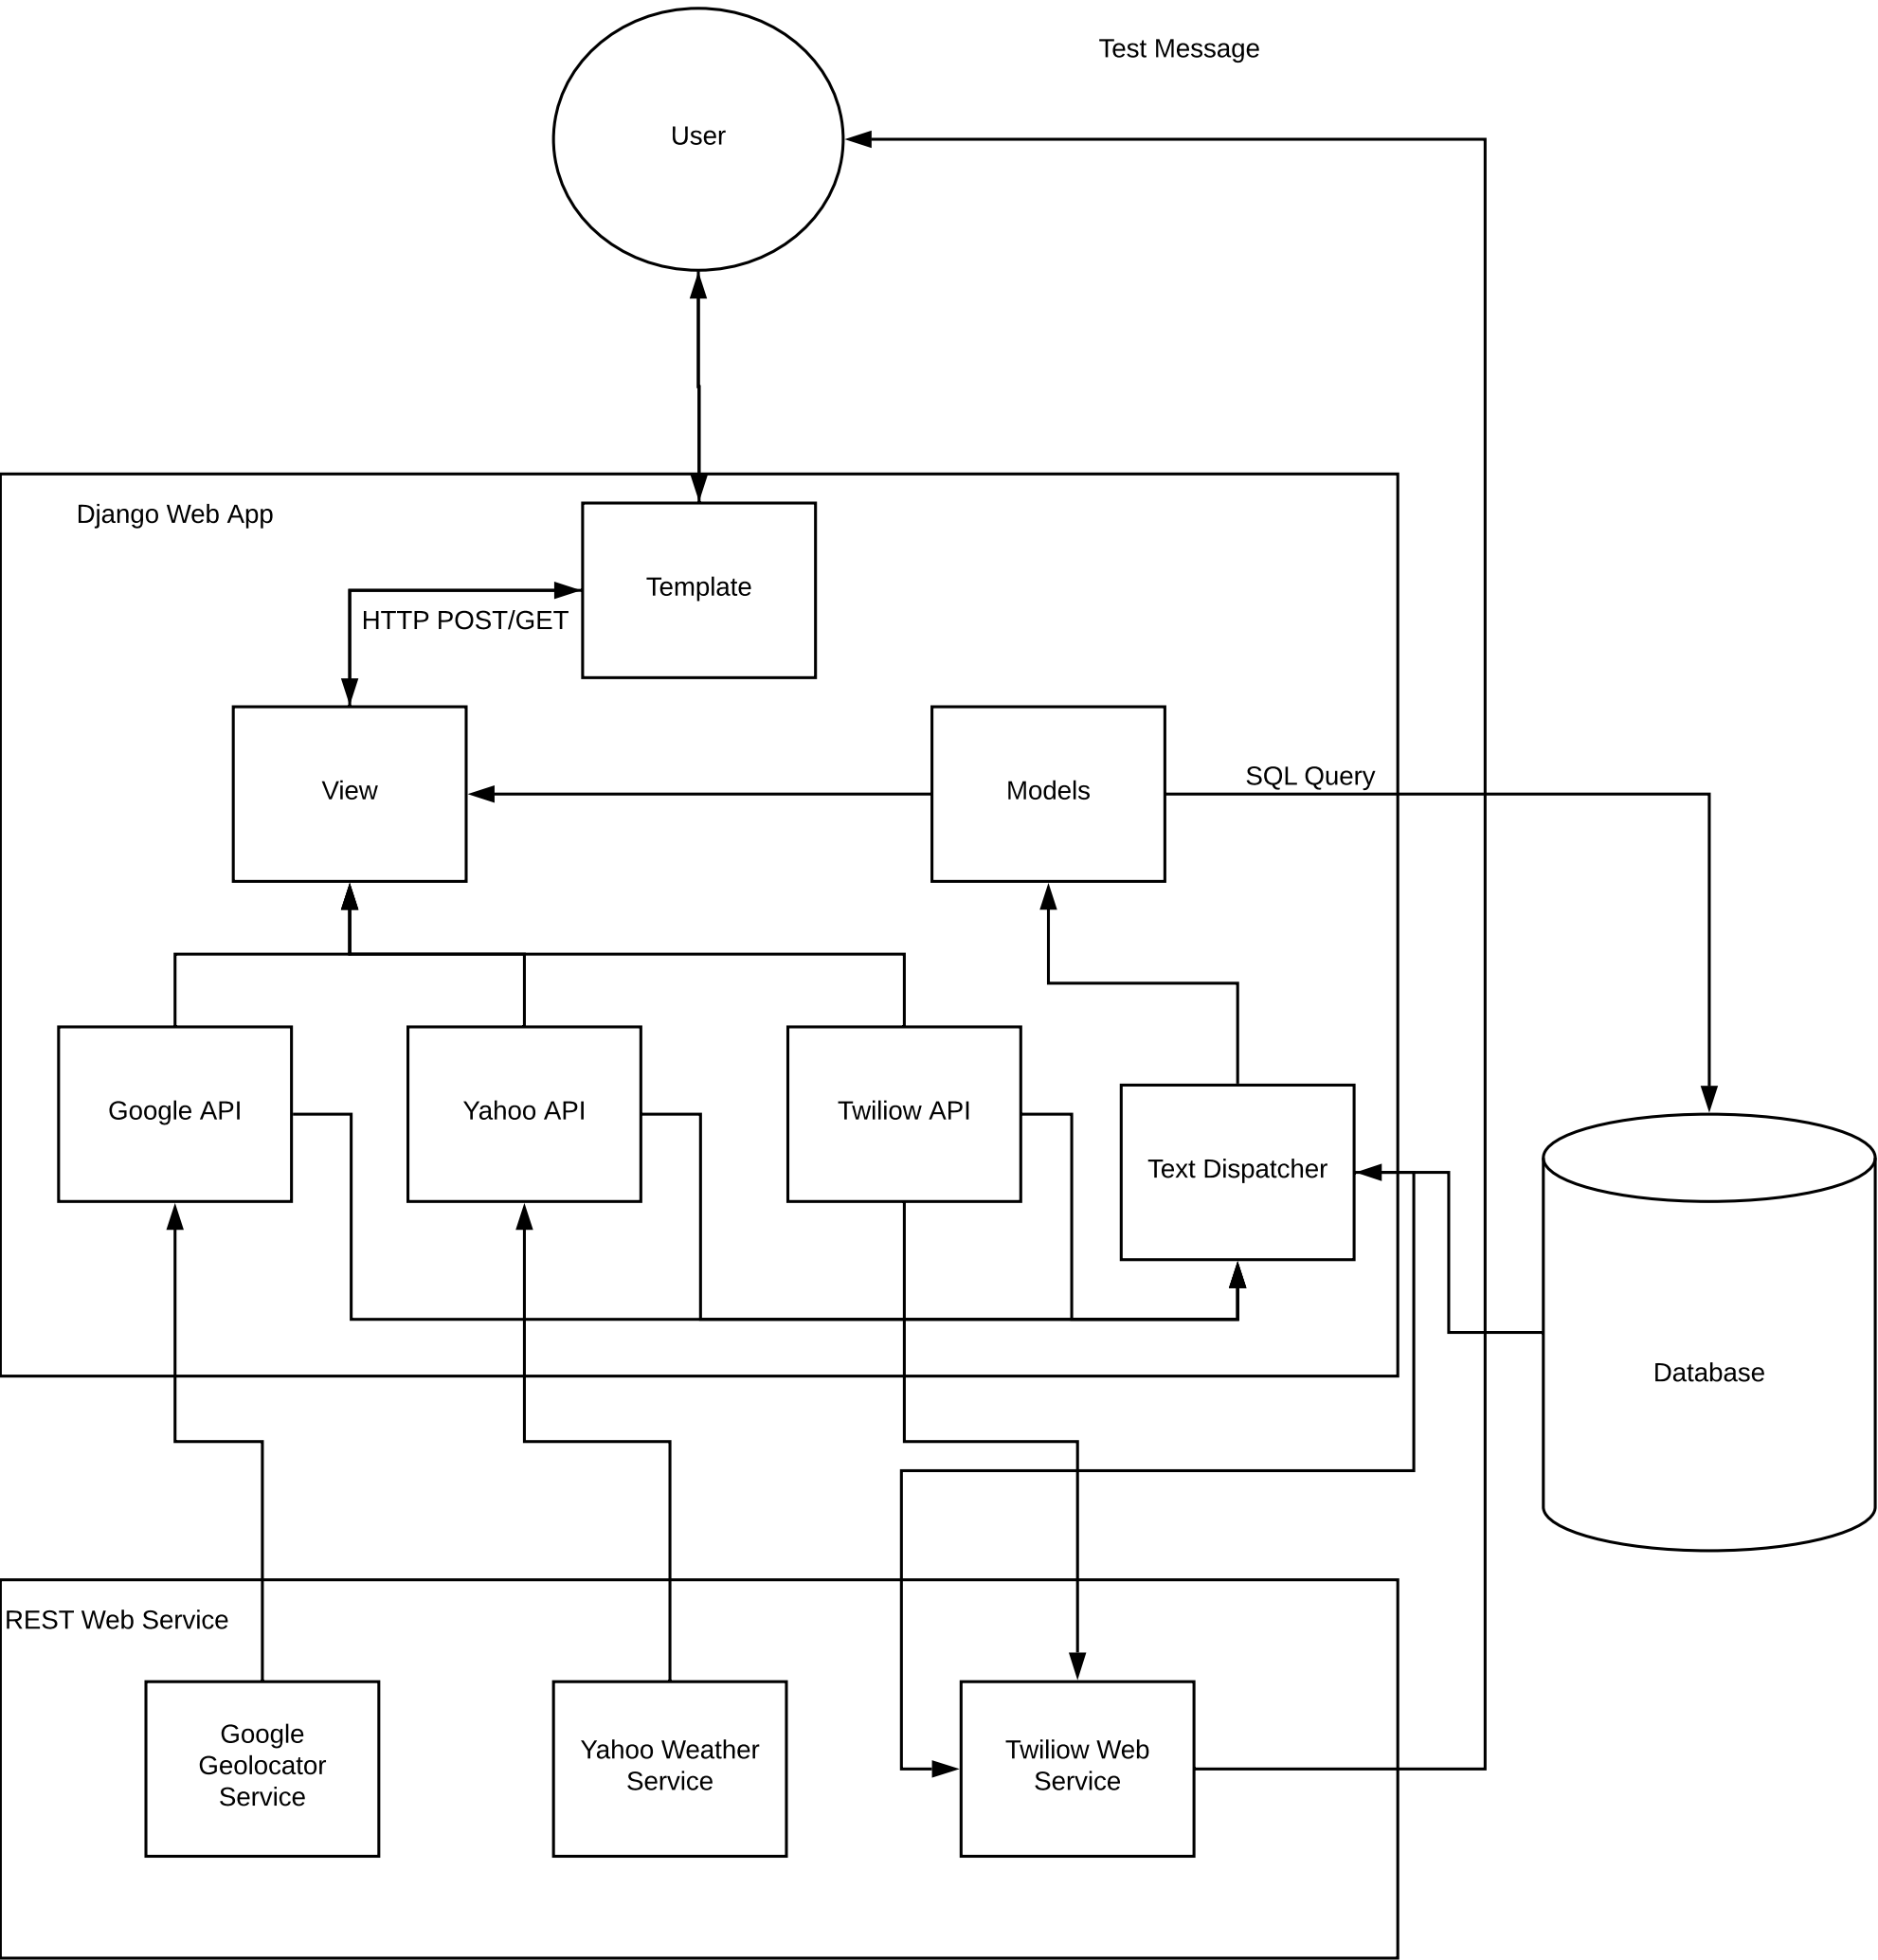 Test Message
User
Django Web App
Template
HTTP POST/GET
View
Models
SQL Query
Google API
Yahoo API
Twiliow API
Text Dispatcher
Database
REST Web Service
Google
Geolocator
Service
Yahoo Weather
Service
Twiliow Web
Service